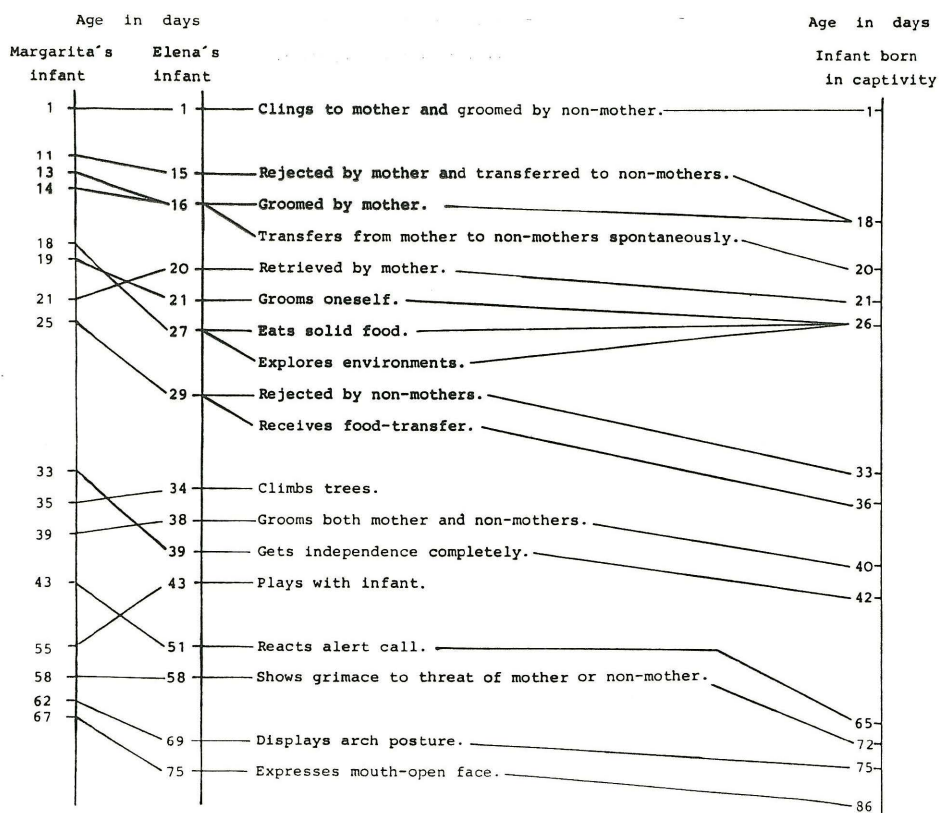 Age in days Age in days
Margarita´s Elena´s Infant born
infant infant in captivity
1 1 Clings to mother and groomed by non-mother. 1
11
13 15 Rejected by mother and transferred to non-mothers.
14 16 Groomed by mother. 18
18 Transfers from mother to non-mothers spontaneously.
19 20 Retrieved by mother. 20
21 21 Grooms oneself. 21
25 27 Eats solid food. 26
Explores environments.
29 Rejected by non-mothers.
Receives food-transfer.
33 33
35 34 Climbs trees. 36
39 38 Grooms both mother and non-mothers.
39 Gets independence completely. 40
43 43 Plays with infant. 42
55 51 Reacts alert call.
58 58 Shows grimace to threat of mother or non-mother.
62 65
67 69 Displays arch posture. 72
75 Expresses mouth-open face. 75
86